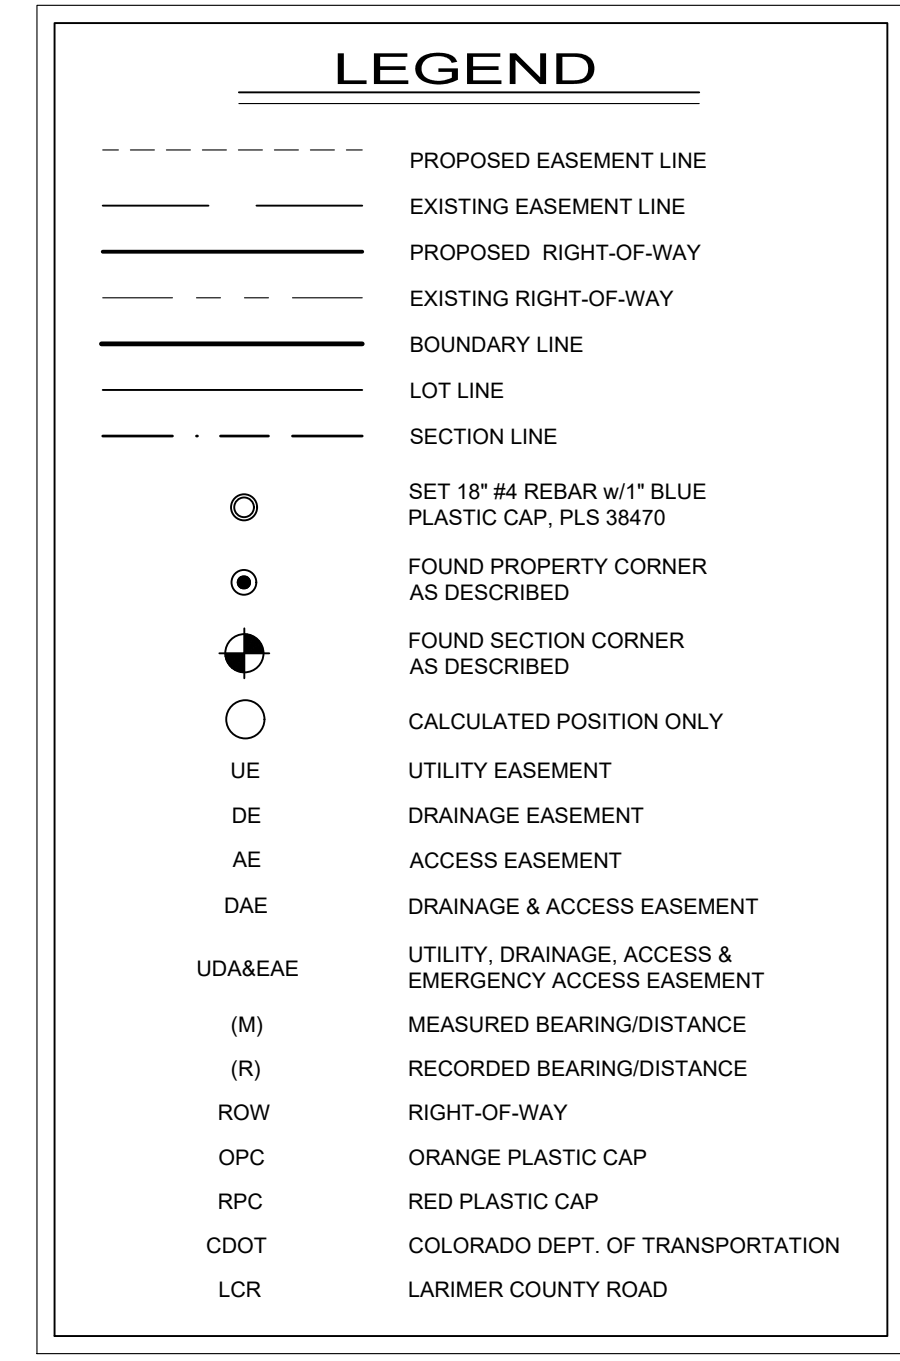 LEGEND
PROPOSED EASEMENT LINE
EXISTING EASEMENT LINE
PROPOSED RIGHT-OF-WAY
EXISTING RIGHT-OF-WAY
BOUNDARY LINE
LOT LINE
SECTION LINE
SET 18" #4 REBAR w/1" BLUE
PLASTIC CAP, PLS 38470
FOUND PROPERTY CORNER
AS DESCRIBED
FOUND SECTION CORNER
AS DESCRIBED
CALCULATED POSITION ONLY
UE UTILITY EASEMENT
DE DRAINAGE EASEMENT
AE ACCESS EASEMENT
DAE DRAINAGE & ACCESS EASEMENT
UDA&EAE UTILITY, DRAINAGE, ACCESS &
EMERGENCY ACCESS EASEMENT
(M) MEASURED BEARING/DISTANCE
(R) RECORDED BEARING/DISTANCE
ROW RIGHT-OF-WAY
OPC ORANGE PLASTIC CAP
RPC RED PLASTIC CAP
CDOT COLORADO DEPT. OF TRANSPORTATION
LCR LARIMER COUNTY ROAD